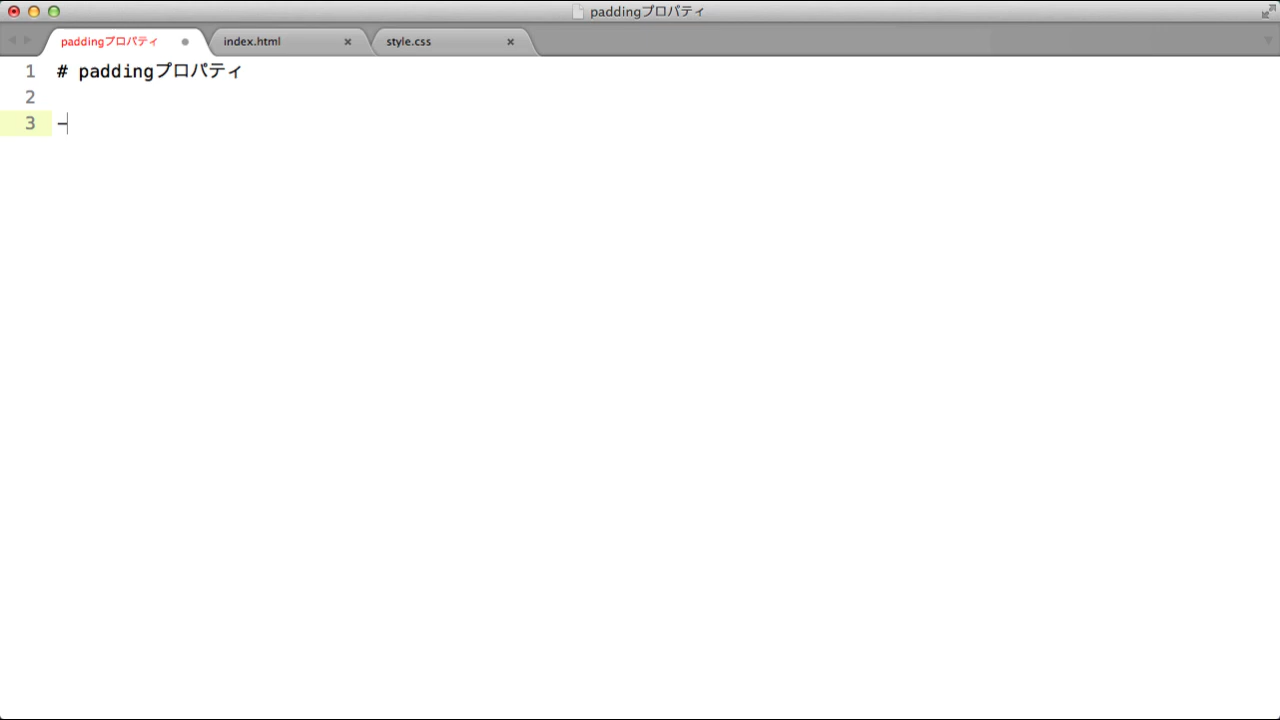 paddingプロパティ
paddingプロパティ
index.html
style.css
1 # paddingプロパティ
2
3 -